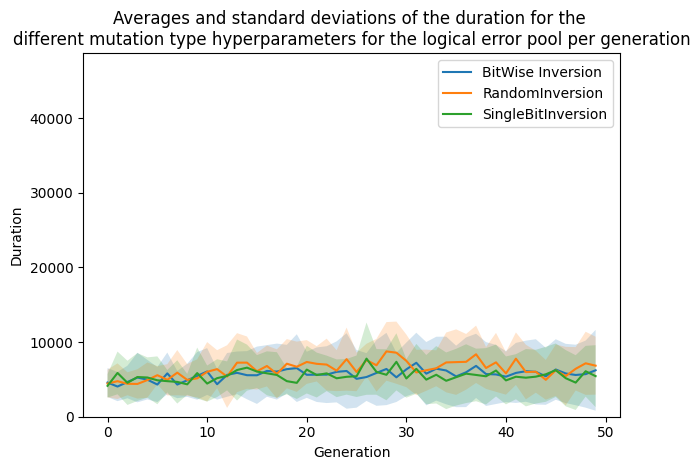 Averages and standard deviations of the duration for the
different mutation type hyperparameters for the logical error pool per generation
BitWise Inversion
RandomInversion
SingleBitInversion
Duration
40000
30000
20000
10000
0
0 10 20 30 40 50
Generation